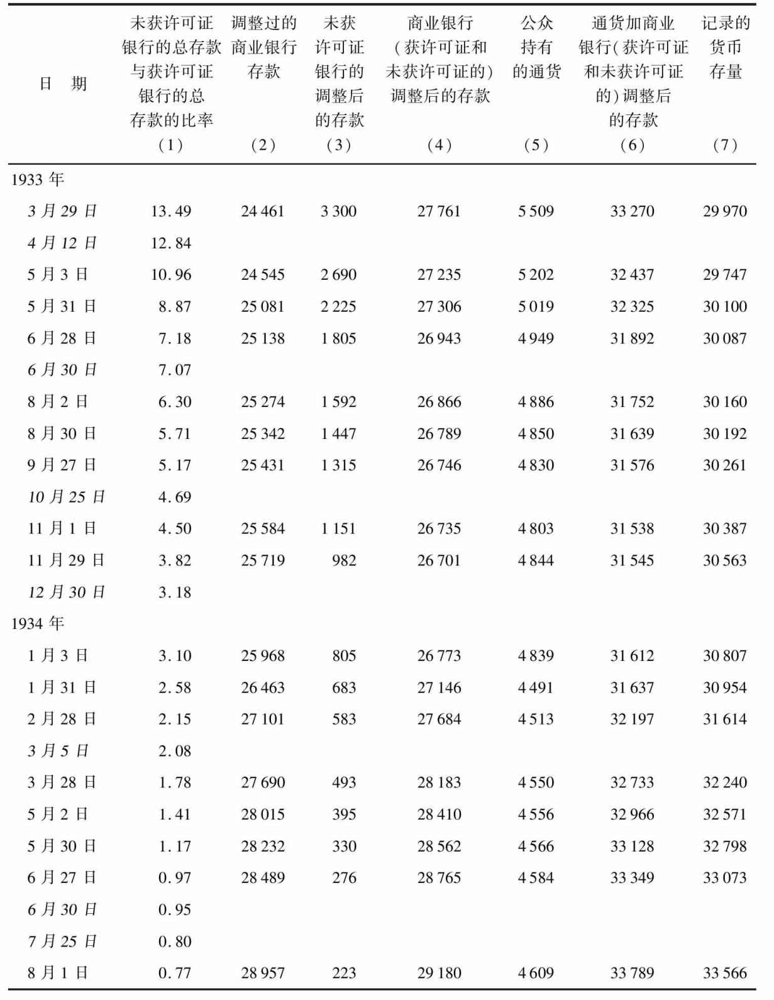 未获许可证 调整过的 未获 商业银行 公众 通货加商业 记录的
银行的总存款 商业银行 许可证 (获许可证和 持有 银行(获许可证 货币
与获许可证 存款 银行的 未获许可证的) 的通货 和未获许可证 存量
日 期
银行的总 调整后 调整后的存款 的)调整后
存款的比率 的存款 的存款
(1) (2) (3) (4) (5) (6) (7)
1933 年
3 月 29 日 13.49 24 461 3 300 27 761 5 509 33 270 29 970
4 月 12 日 12.84
5 月 3 日 10.96 24 545 2 690 27 235 5 202 32 437 29 747
5 月 31 日 8.87 25 081 2 225 27 306 5 019 32 325 30 100
6 月 28 日 7.18 25 138 1 805 26 943 4 949 31 892 30 087
6 月 30 日 7.07
8 月 2 日 6.30 25 274 1 592 26 866 4 886 31 752 30 160
8 月 30 日 5.71 25 342 1 447 26 789 4 850 31 639 30 192
9 月 27 日 5.17 25 431 1 315 26 746 4 830 31 576 30 261
10 月 25 日 4.69
11 月 1 日 4.50 25 584 1 151 26 735 4 803 31 538 30 387
11 月 29 日 3.82 25 719 982 26 701 4 844 31 545 30 563
12 月 30 日 3.18
1934 年
1 月 3 日 3.10 25 968 805 26 773 4 839 31 612 30 807
1 月 31 日 2.58 26 463 683 27 146 4 491 31 637 30 954
2 月 28 日 2.15 27 101 583 27 684 4 513 32 197 31 614
3 月 5 日 2.08
3 月 28 日 1.78 27 690 493 28 183 4 550 32 733 32 240
5 月 2 日 1.41 28 015 395 28 410 4 556 32 966 32 571
5 月 30 日 1.17 28 232 330 28 562 4 566 33 128 32 798
6 月 27 日 0.97 28 489 276 28 765 4 584 33 349 33 073
6 月 30 日 0.95
7 月 25 日 0.80
8 月 1 日 0.77 28 957 223 29 180 4 609 33 789 33 566